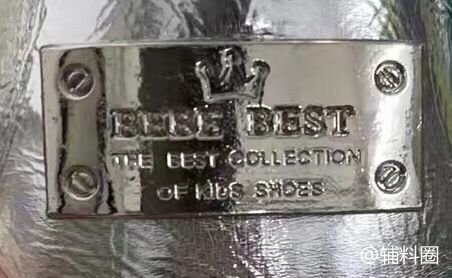 BEBE BEST
THE BEST COLLECTION
OF KIDS SHOES
@辅料圈